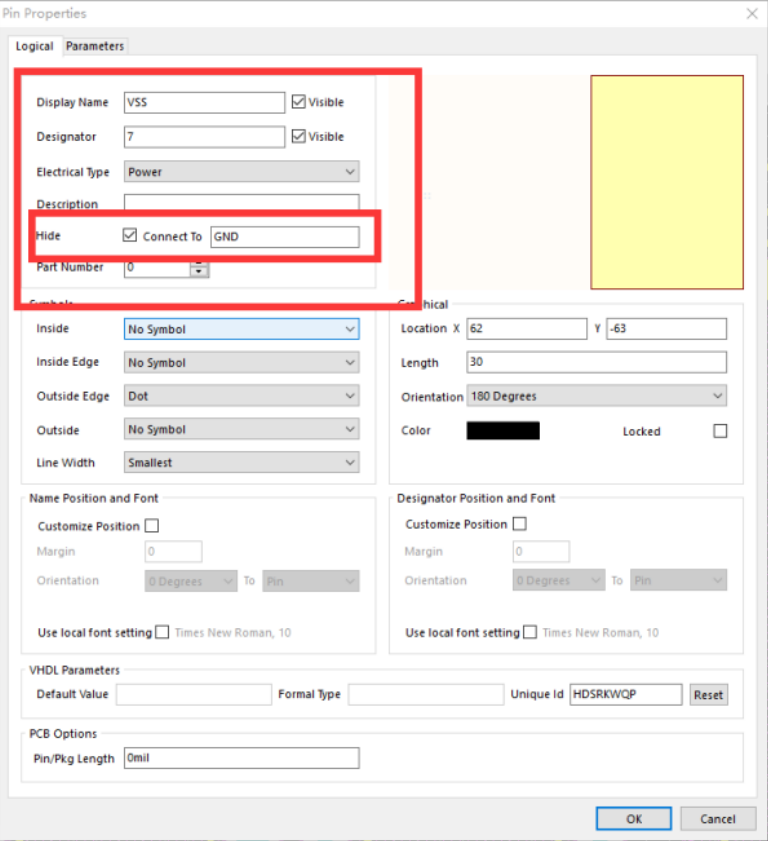 Pin Properties
Logical Parameters
Display Name VSS Visible
Designator 7 Visible
Electrical Type Power
Description
Hide Connect To GND
Part Number 0
Symbols Graphical
Inside No Symbol Location X 62 Y -63
Inside Edge No Symbol Length 30
Outside Edge Dot Orientation 180 Degrees
Outside No Symbol Color Locked
Line Width Smallest
Name Position and Font Designator Position and Font
Customize Position Customize Position
Margin 0 Margin 0
Orientation 0 Degrees To Pin Orientation 0 Degrees To Pin
Use local font setting Times New Roman, 10 Use local font setting Times New Roman, 10
VHDL Parameters
Default Value Formal Type Unique Id HDSRKWQP Reset
PCB Options
Pin/Pkg Length 0mil
OK Cancel